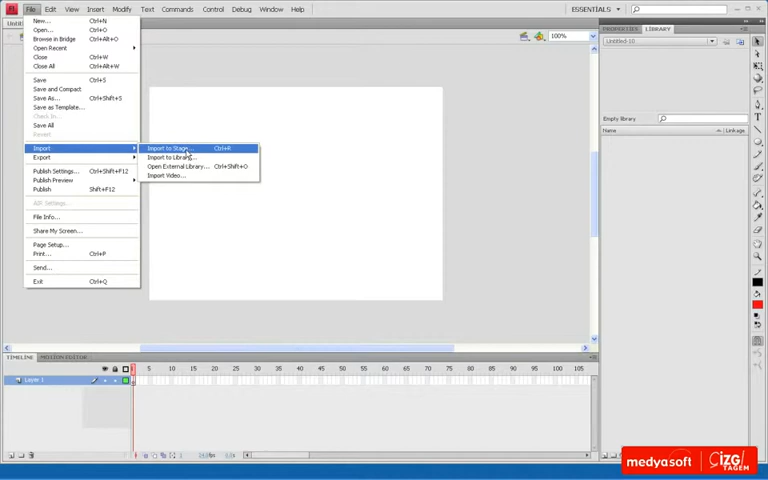 File Edit View Insert Modify Text Commands Control Debug Window Help
ESSENTIALS
100%
New... Ctrl+N
Open... Ctrl+O
Browse in Bridge Ctrl+Alt+O
Open Recent
Close Ctrl+W
Close All Ctrl+Alt+W
Save Ctrl+S
Save and Compact
Save As... Ctrl+Shift+S
Save as Template...
Check In...
Save All
Revert
Import
Export
Publish Settings... Ctrl+Shift+F12
Publish Preview
Publish Shift+F12
AIR Settings...
File Info...
Share My Screen...
Page Setup...
Print... Ctrl+P
Send...
Exit Ctrl+Q
Import to Stage... Ctrl+R
Import to Library...
Open External Library... Ctrl+Shift+O
Import Video...
PROPERTIES LIBRARY
Untitled-10
Empty library
Name Linkage
TIMELINE MOTION EDITOR
1 5 10 15 20 25 30 35 40 45 50 55 60 65 70 75 80 85 90 95 100 105
Layer 1
medyasoft
ÇİZGİ
TAGEM